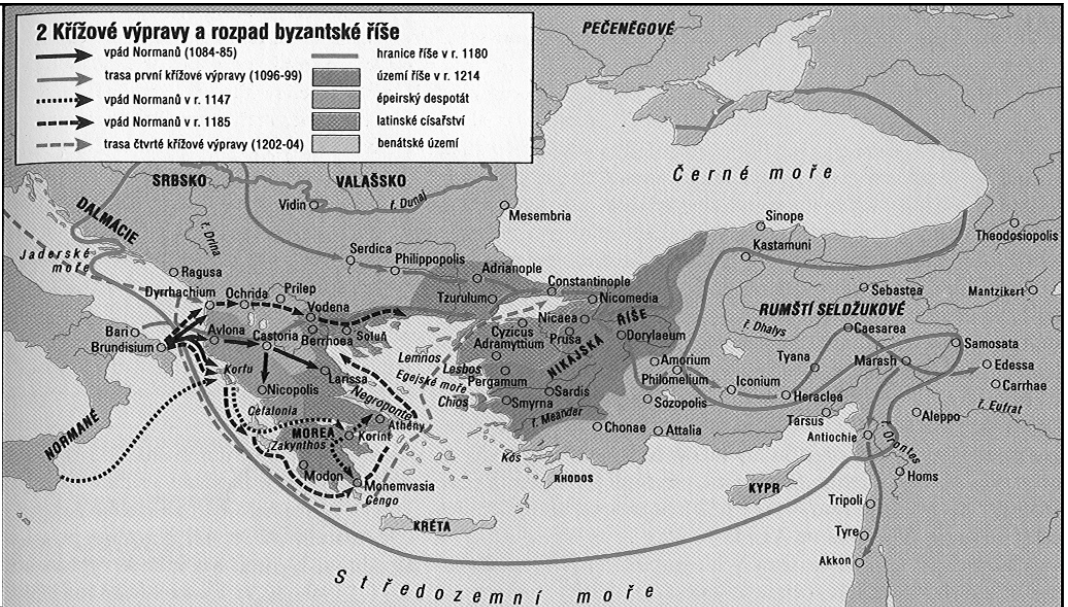 2 Křížové výpravy a rozpad byzantské říše
vpád Normanů (1084-85)
trasa první křížové výpravy (1096-99)
vpád Normanů v r. 1147
vpád Normanů v r. 1185
trasa čtvrté křížové výpravy (1202-04)
hranice říše v r. 1180
území říše v r. 1214
épeirský despotát
latinské císařství
benátské území
PEČENĚGOVÉ
Černé moře
SRBSKO
VALAŠSKO
Vidin
ř. Dunaj
Mesembria
DALMÁCIE
ř. Drina
Jaderské
moře
Ragusa
Serdica
Philippopolis
Adrianople
Constantinople
Sinope
Kastamuni
Theodosiopolis
Dyrrhachium
Ochrida
Prilep
Vodena
Tzurulum
Nicomedia
Sebastea
Mantzikert
RUMŠTÍ SELDŽUKOVÉ
Bari
Brundisium
Avlona
Castoria
Berrhoea
Soluň
Cyzicus
Nicaea
Prusa
Adramyttium
NIKAJSKÁ
ŘÍŠE
Dorylaeum
ř. Dhalys
Caesarea
Samosata
Korfu
Nicopolis
Larissa
Lemnos
Lesbos
Egejské moře
Pergamum
Chios
Amorium
Philomelium
Tyana
Marash
Edessa
Carrhae
Iconium
Heraclea
Smyrna
Sardis
Sozopolis
Tarsus
Aleppo
ř. Eufrat
NORMANÉ
Cefalonia
Negroponte
Athény
MOREA
Korint
Zakynthos
ř. Meander
Chonae
Attalia
Antiochie
ř. Orontes
Modon
Monemvasia
Cengo
Kós
RHODOS
KYPR
Homs
KRÉTA
Tripoli
Tyre
Akkon
Středozemní moře